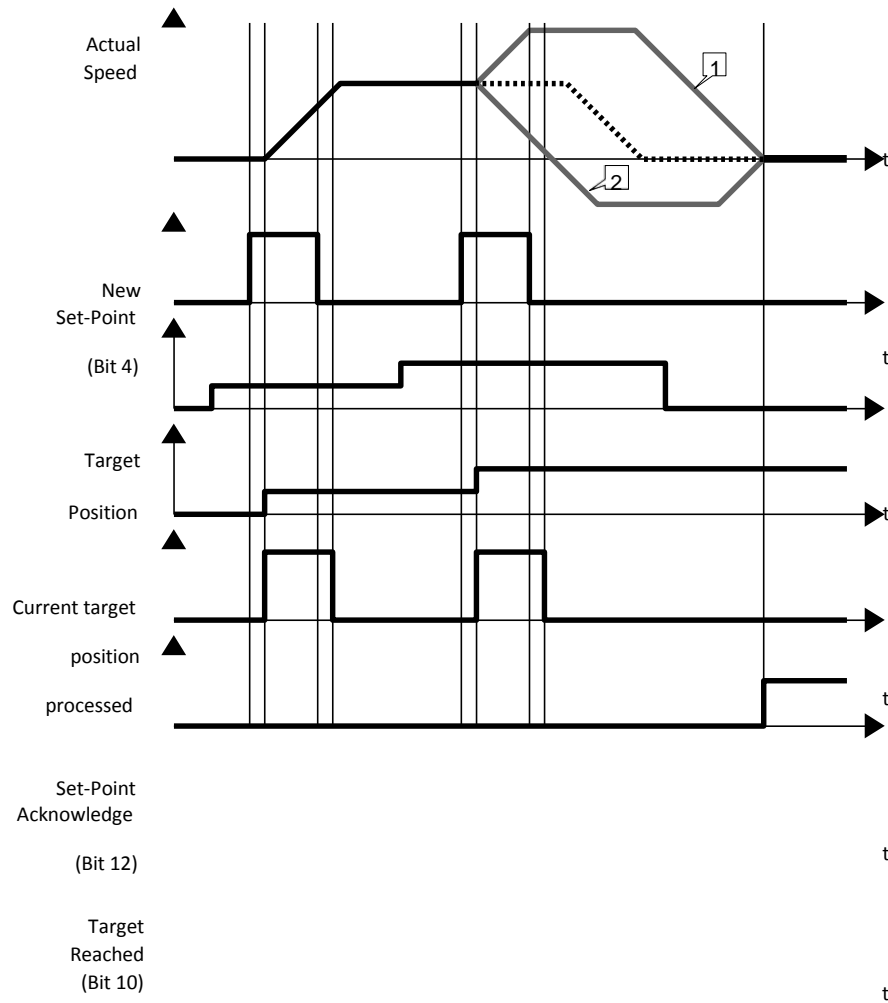 Actual
Speed
1
t
2
New
Set-Point
(Bit 4)
t
Target
Position
t
Current target
position
processed
t
Set-Point
Acknowledge
(Bit 12)
t
Target
Reached
(Bit 10)
t